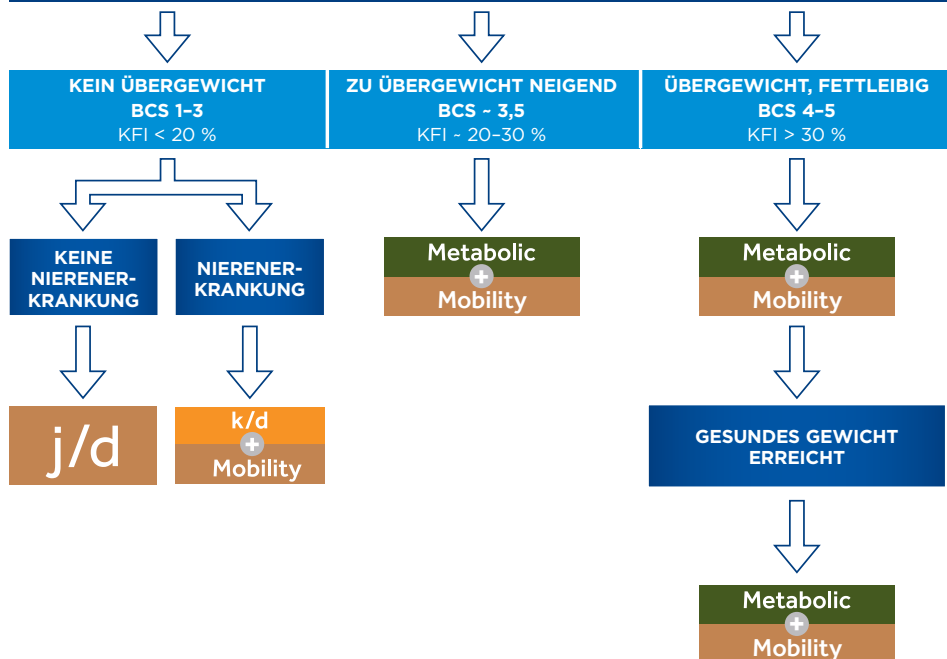 KEIN ÜBERGEWICHT
BCS 1–3
KFI < 20 %
ZU ÜBERGEWICHT NEIGEND
BCS ~ 3,5
KFI ~ 20–30 %
ÜBERGEWICHT, FETTLEIBIG
BCS 4–5
KFI > 30 %
KEINE
NIERENER-
KRANKUNG
NIERENER-
KRANKUNG
Metabolic
+
Mobility
Metabolic
+
Mobility
j/d
k/d
+
Mobility
GESUNDES GEWICHT
ERREICHT
Metabolic
+
Mobility